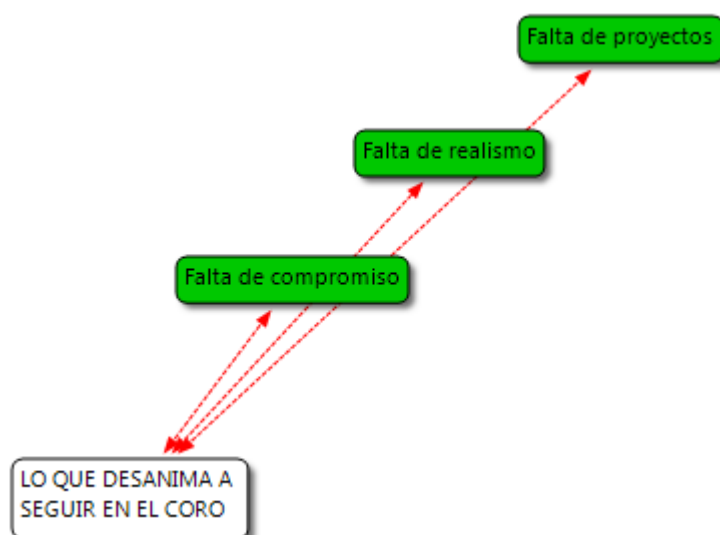 Falta de proyectos
Falta de realismo
Falta de compromiso
LO QUE DESANIMA A
SEGUIR EN EL CORO